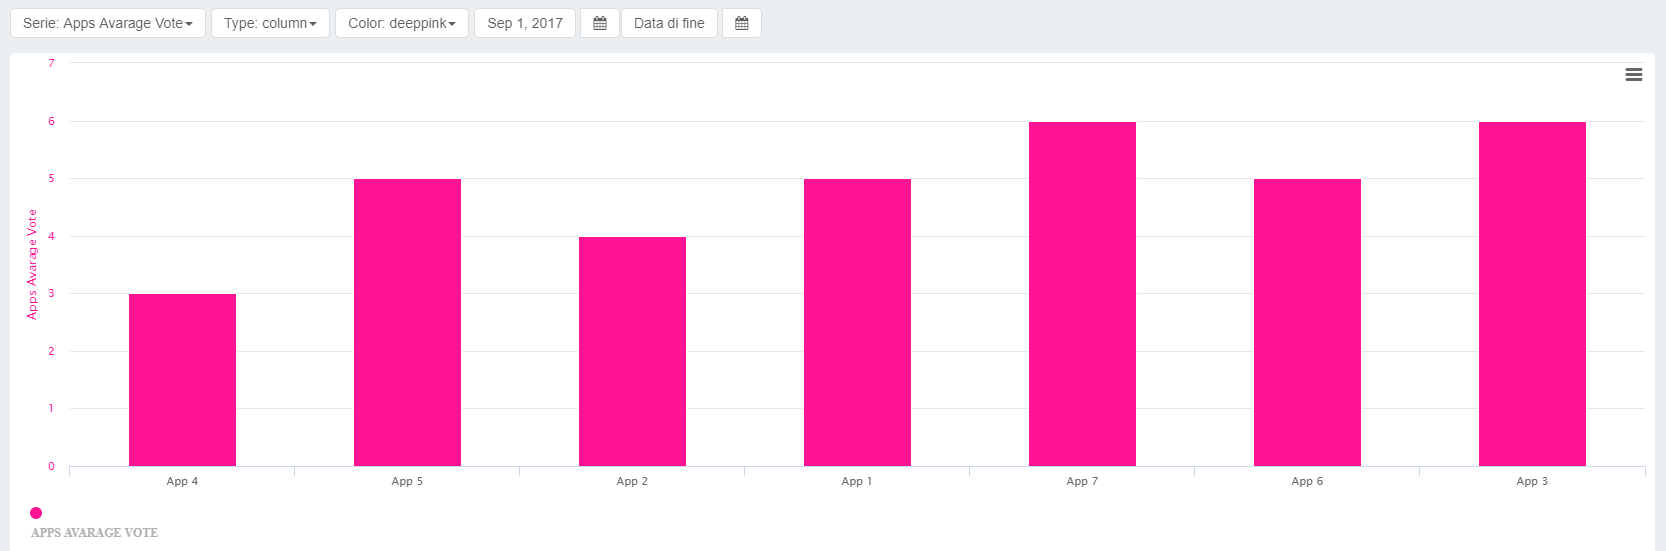 Serie: Apps Avarage Vote Type: column Color: deeppink Sep 1, 2017 Data di fine
7
6
5
4
3
2
1
0
Apps Avarage Vote
App 4 App 5 App 2 App 1 App 7 App 6 App 3
APPS AVARAGE VOTE